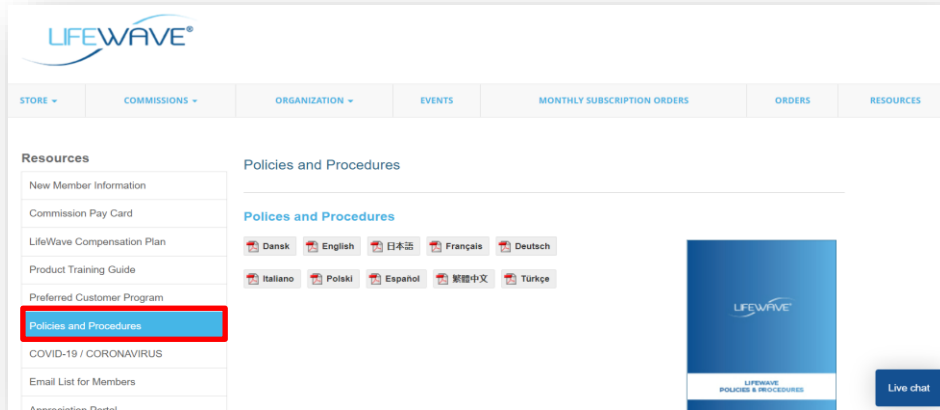 LIFEWAVE®
STORE COMMISSIONS ORGANIZATION EVENTS MONTHLY SUBSCRIPTION ORDERS ORDERS RESOURCES
Resources
New Member Information
Commission Pay Card
LifeWave Compensation Plan
Product Training Guide
Preferred Customer Program
Policies and Procedures
COVID-19 / CORONAVIRUS
Email List for Members
Appreciation Portal
Policies and Procedures
Polices and Procedures
Dansk English 日本語 Français Deutsch
Italiano Polski Español 繁體中文 Türkçe
LIFEWAVE
LIFEWAVE
POLICIES & PROCEDURES
Live chat